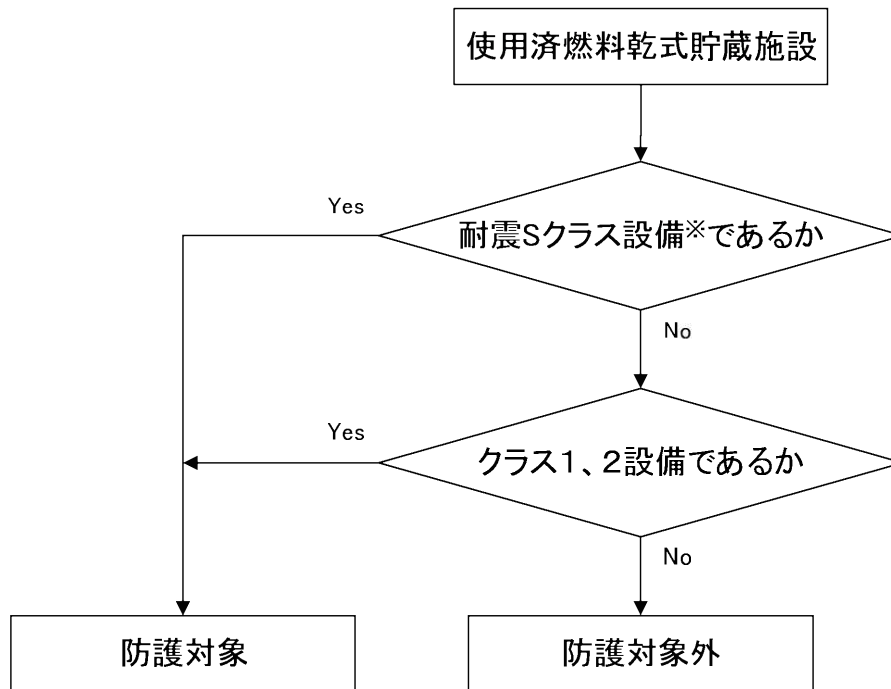 使用済燃料乾式貯蔵施設
Yes
耐震Sクラス設備※であるか
No
Yes
クラス1、2設備であるか
No
防護対象
防護対象外